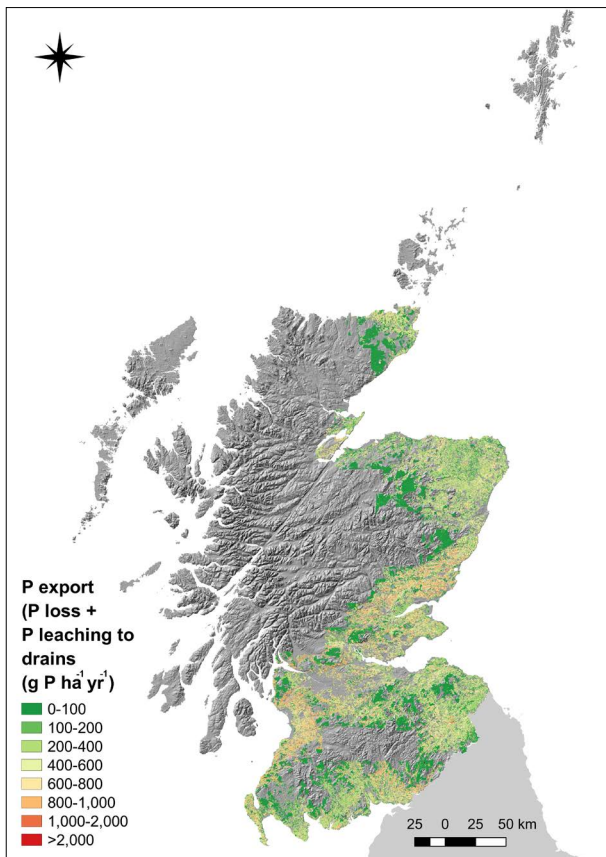 P export
(P loss +
P leaching to
drains
(g P ha⁻¹ yr⁻¹)
0-100
100-200
200-400
400-600
600-800
800-1,000
1,000-2,000
>2,000
25 0 25 50 km